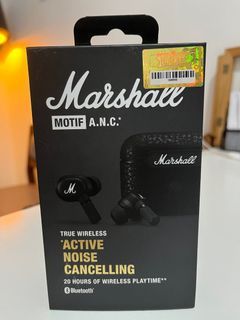 Marshall
MOTIF A.N.C.*
Marshall
M
TRUE WIRELESS
*ACTIVE
NOISE
CANCELLING
20 HOURS OF WIRELESS PLAYTIME**
Bluetooth®